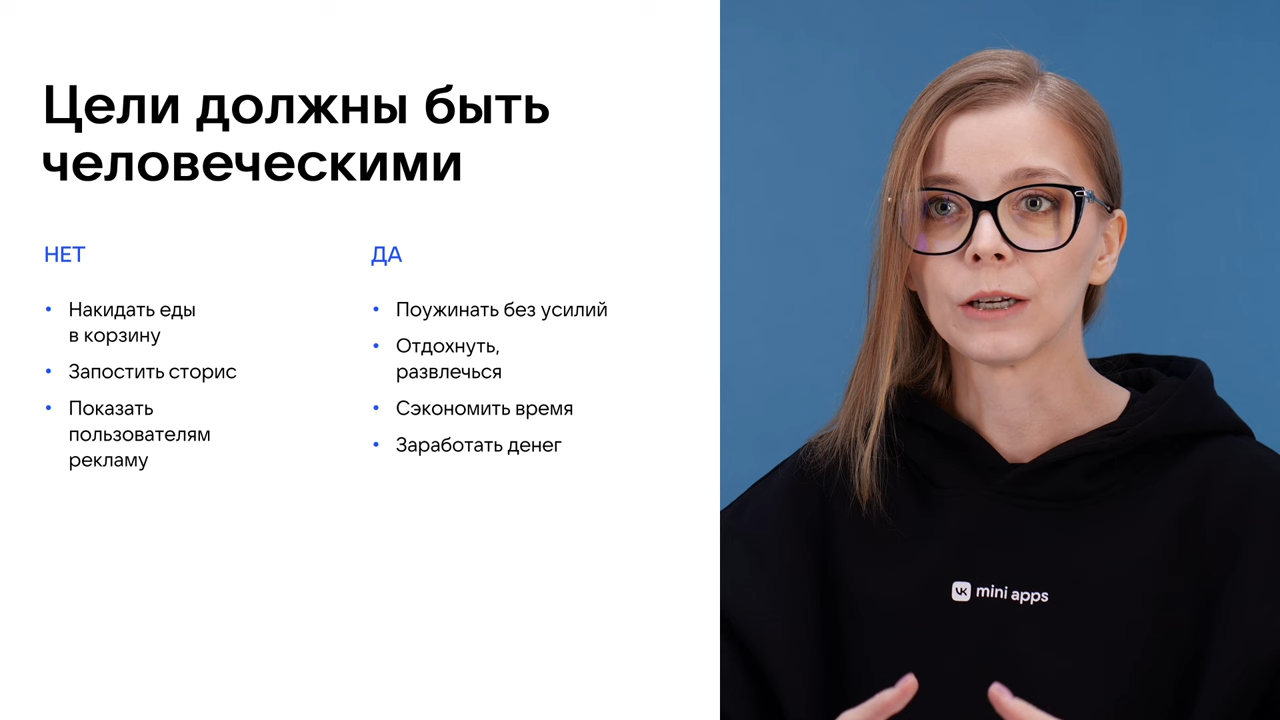 Цели должны быть
человеческими
НЕТ
• Накидать еды
в корзину
• Запостить сторис
• Показать
пользователям
рекламу
ДА
• Поужинать без усилий
• Отдохнуть,
развлечься
• Сэкономить время
• Заработать денег
VK mini apps